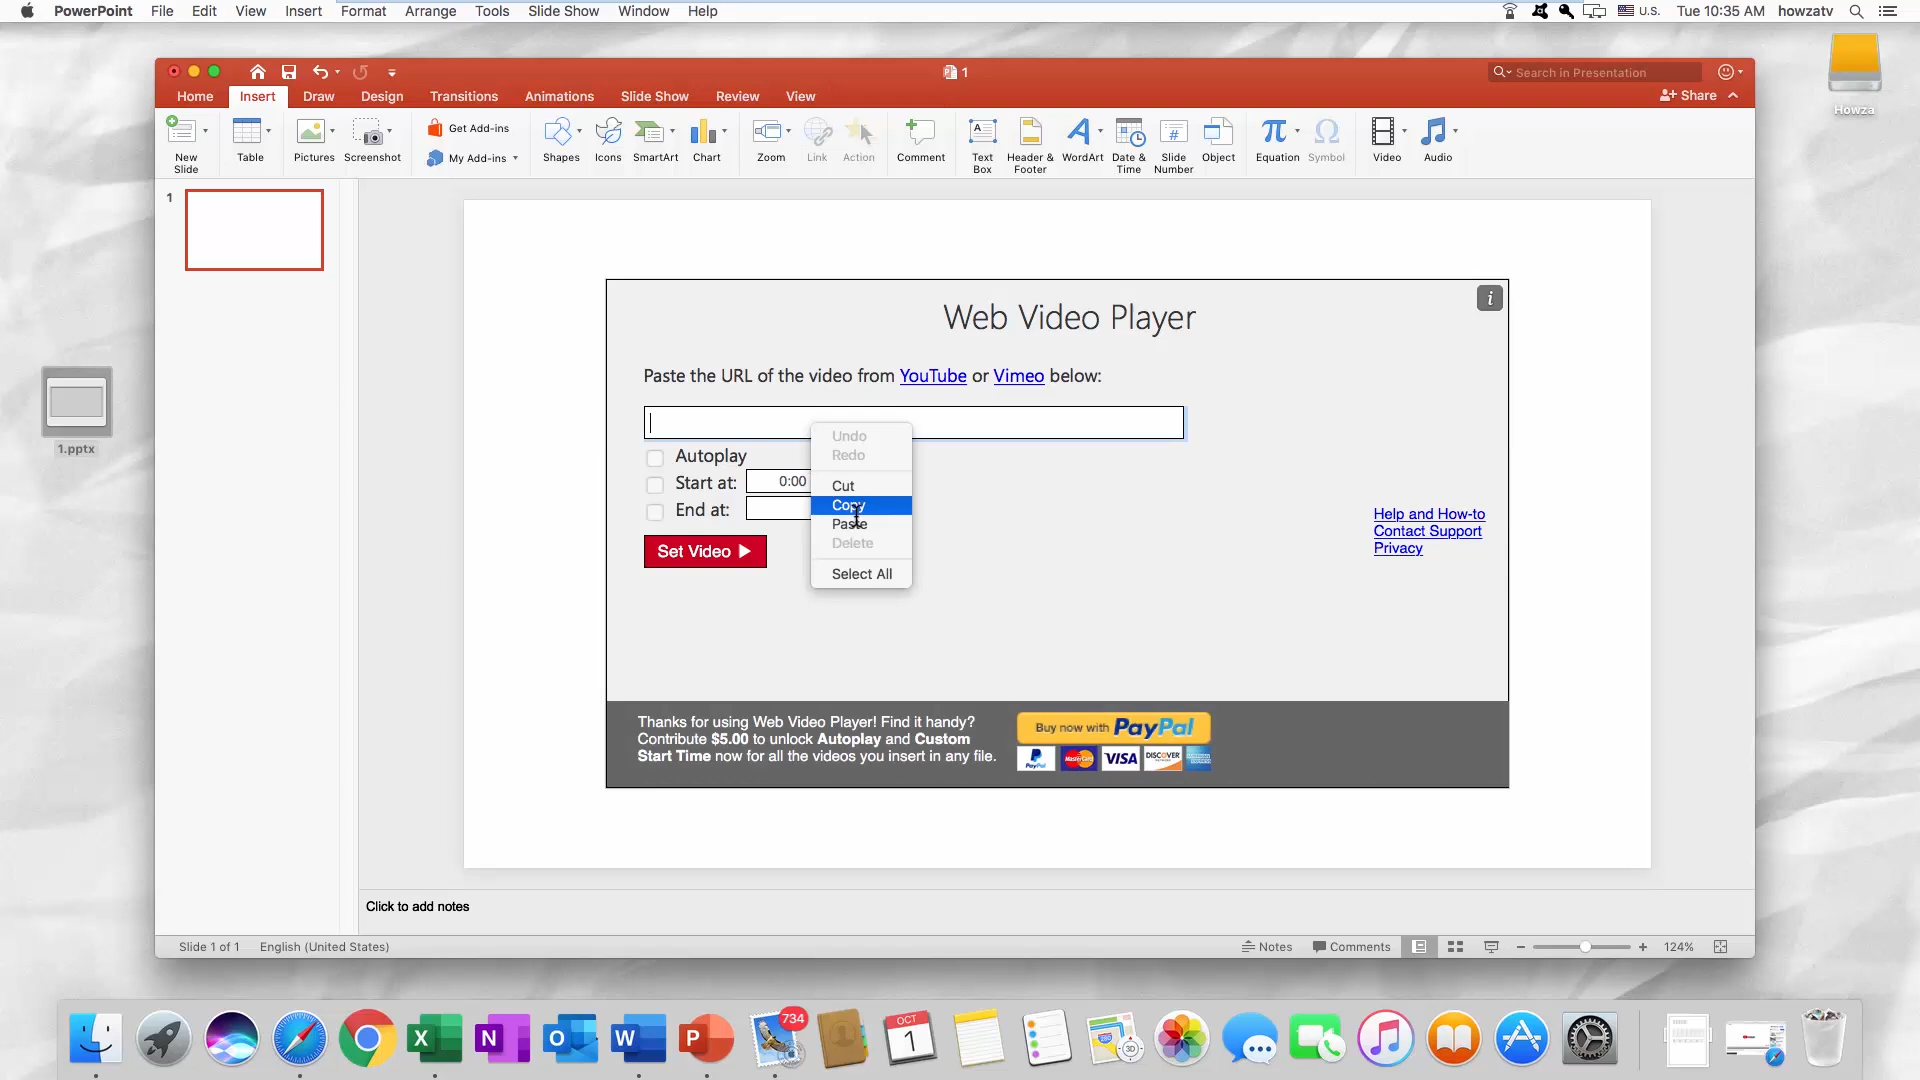 PowerPoint File Edit View Insert Format Arrange Tools Slide Show Window Help
U.S. Tue 10:35 AM howzatv
1
Search in Presentation
Home Insert Draw Design Transitions Animations Slide Show Review View
Share
New Slide
Table
Pictures
Screenshot
Get Add-ins
My Add-ins
Shapes
Icons
SmartArt
Chart
Zoom
Link
Action
Comment
Text Box
Header & Footer
WordArt
Date & Time
Slide Number
Object
Equation
Symbol
Video
Audio
Howza
1
1.pptx
Web Video Player
i
Paste the URL of the video from YouTube or Vimeo below:
Autoplay
Start at: 0:00
End at:
Set Video
Undo
Redo
Cut
Copy
Paste
Delete
Select All
Help and How-to
Contact Support
Privacy
Thanks for using Web Video Player! Find it handy?
Contribute $5.00 to unlock Autoplay and Custom
Start Time now for all the videos you insert in any file.
Buy now with PayPal
PayPal MasterCard VISA DISCOVER
Click to add notes
Slide 1 of 1 English (United States)
Notes Comments 124%
X N O W P
734
OCT
1
3D